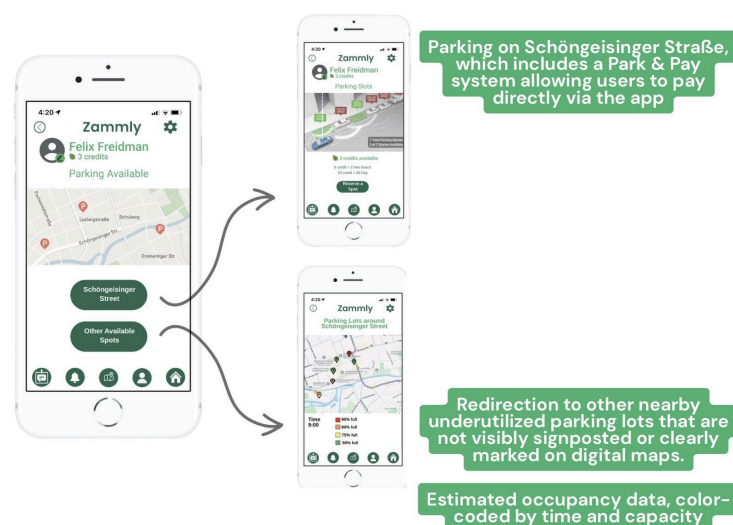 4:20
Zammly
Felix Freidman
3 credits
Parking Available
Ludwigstraße
Schulweg
Schöngeisinger Str.
Emmeringer Str.
Schöngeisinger
Street
Other Available
Spots
4:20
Zammly
Felix Freidman
3 credits
Parking Slots
3 credits available
Reserve a
Spot
Parking on Schöngeisinger Straße,
which includes a Park & Pay
system allowing users to pay
directly via the app
4:20
Zammly
Parking Lots around
Schöngeisinger Street
Time
9:00
90% full
80% full
75% full
50% full
Redirection to other nearby
underutilized parking lots that are
not visibly signposted or clearly
marked on digital maps.
Estimated occupancy data, color-
coded by time and capacity